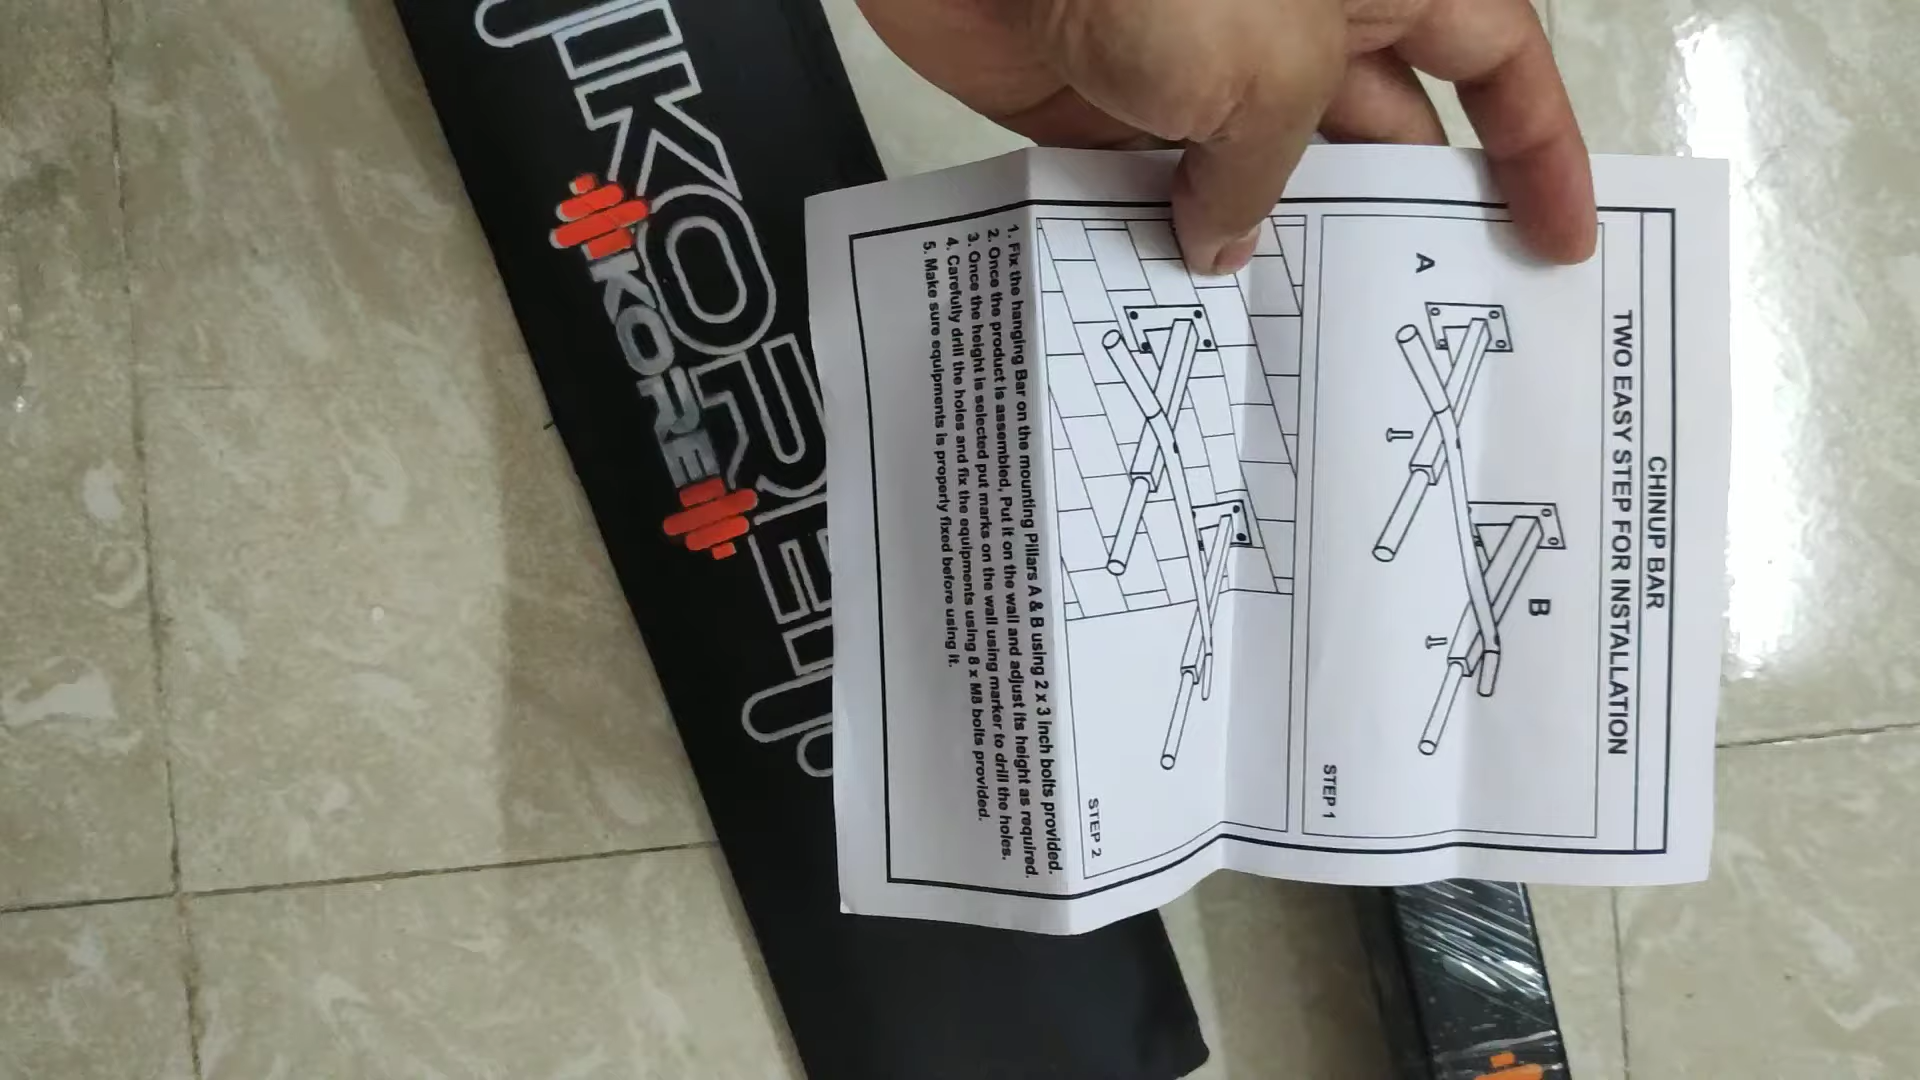 CHINUP BAR
TWO EASY STEP FOR INSTALLATION
A
B
STEP 1
STEP 2
1. Fix the hanging Bar on the mounting Pillars A & B using 2 x 3 inch bolts provided.
2. Once the product is assembled, Put it on the wall and adjust its height as required.
3. Once the height is selected put marks on the wall using marker to drill the holes.
4. Carefully drill the holes and fix the equipments using 8 x M8 bolts provided.
5. Make sure equipments is properly fixed before using it.
KORE
KORE